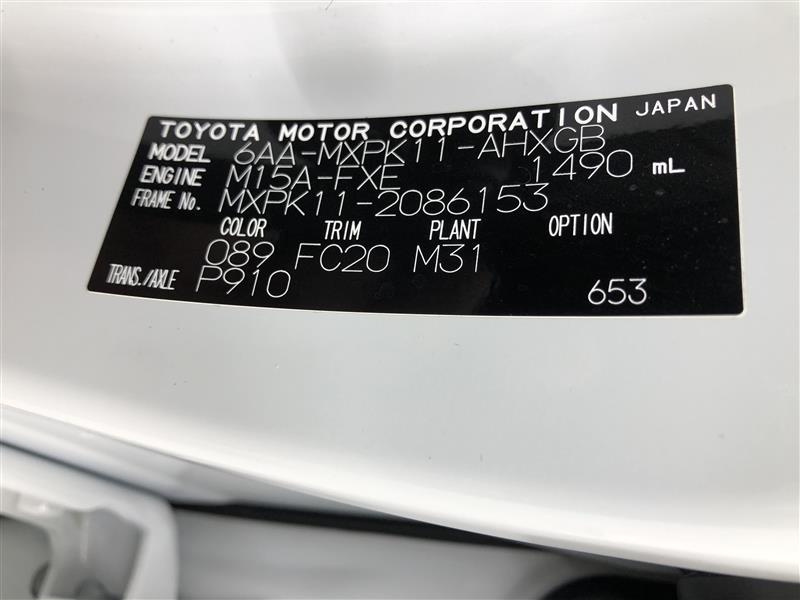 TOYOTA MOTOR CORPORATION JAPAN
MODEL 6AA-MXPK11-AHXGB
ENGINE M15A-FXE 1490 mL
FRAME No. MXPK11-2086153
COLOR TRIM PLANT OPTION
089 FC20 M31
TRANS./AXLE P910 653